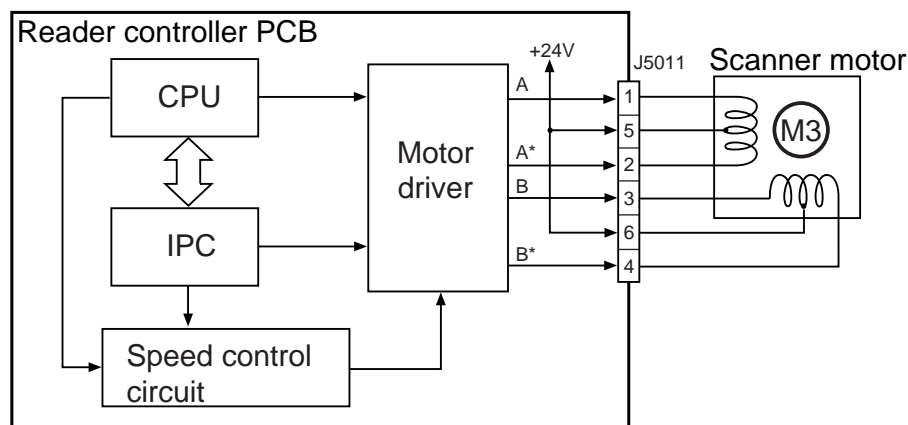 Reader controller PCB
+24V
J5011
Scanner motor
CPU
IPC
Speed control
circuit
Motor
driver
A
A*
B
B*
1
5
2
3
6
4
M3